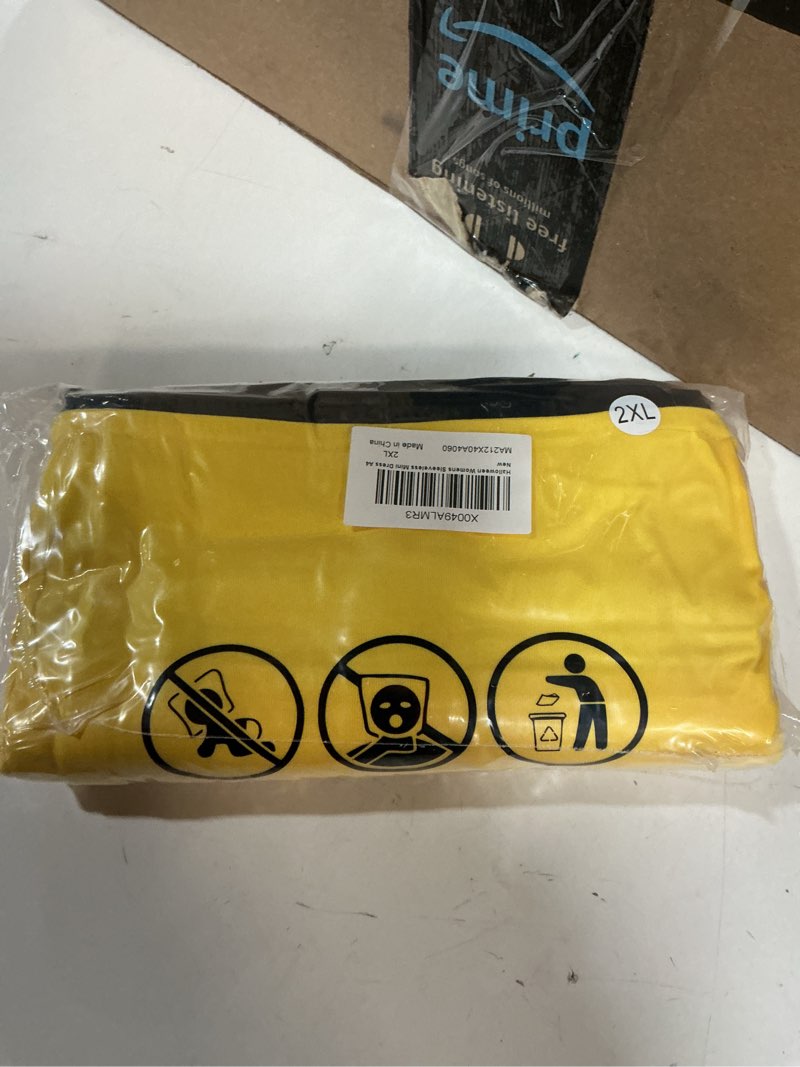 prime
free listening
millions of songs
2XL
X0049ALMR3
Halloween Womens Sleeveless Mini Dress A4
New
2XL
MA212X40A4060
Made in China